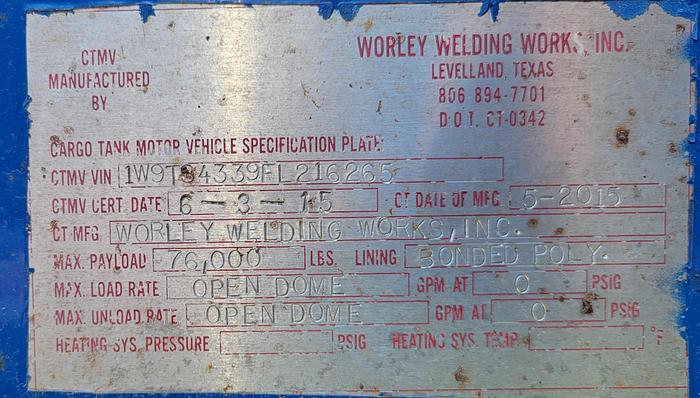 CTMV
MANUFACTURED
BY
WORLEY WELDING WORKS, INC.
LEVELLAND, TEXAS
806 894-7701
D.O.T. CT-0342
CARGO TANK MOTOR VEHICLE SPECIFICATION PLATE
CTMV VIN 1W9TS4339FL216265
CTMV CERT DATE 6-3-15 CT DATE OF MFG 5-2015
CT MFG WORLEY WELDING WORKS, INC.
MAX. PAYLOAD 76,000 LBS. LINING BONDED POLY.
MAX. LOAD RATE OPEN DOME GPM AT 0 PSIG
MAX. UNLOAD RATE OPEN DOME GPM AT 0 PSIG
HEATING SYS. PRESSURE PSIG HEATING SYS. TEMP. °F